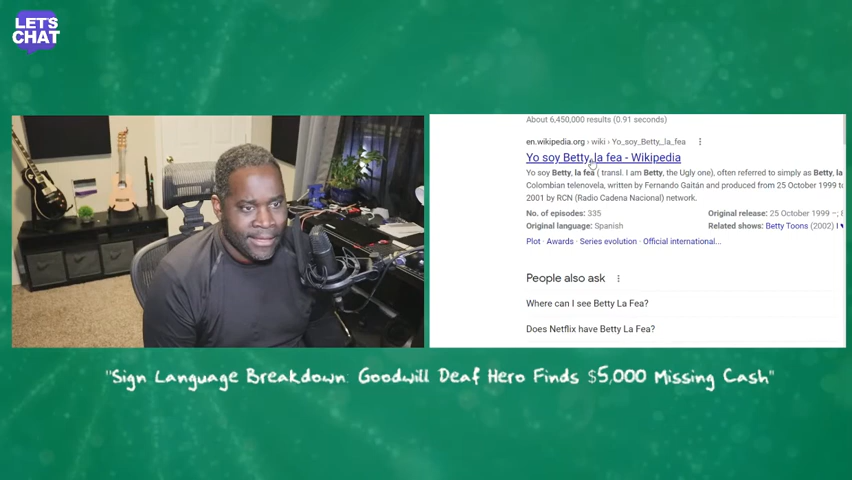 LET'S
CHAT
About 6,450,000 results (0.91 seconds)
en.wikipedia.org › wiki › Yo_soy_Betty,_la_fea
Yo soy Betty, la fea - Wikipedia
Yo soy Betty, la fea ( transl. I am Betty, the Ugly one), often referred to simply as Betty, la
Colombian telenovela, written by Fernando Gaitán and produced from 25 October 1999 to
2001 by RCN (Radio Cadena Nacional) network.
No. of episodes: 335 Original release: 25 October 1999 –;
Original language: Spanish Related shows: Betty Toons (2002)
Plot · Awards · Series evolution · Official international...
People also ask
Where can I see Betty La Fea?
Does Netflix have Betty La Fea?
"Sign Language Breakdown: Goodwill Deaf Hero Finds $5,000 Missing Cash"